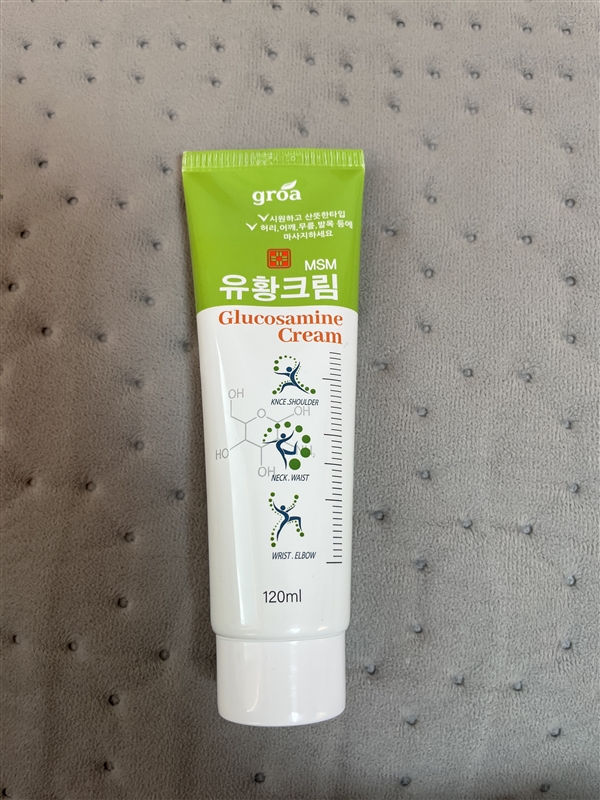 groa
시원하고 산뜻한타입
허리,어깨,무릎,발목 등에
마사지하세요
MSM
유황크림
Glucosamine
Cream
KNCE.SHOULDER
OH
OH
HO
OH
NECK.WAIST
WRIST.ELBOW
120ml